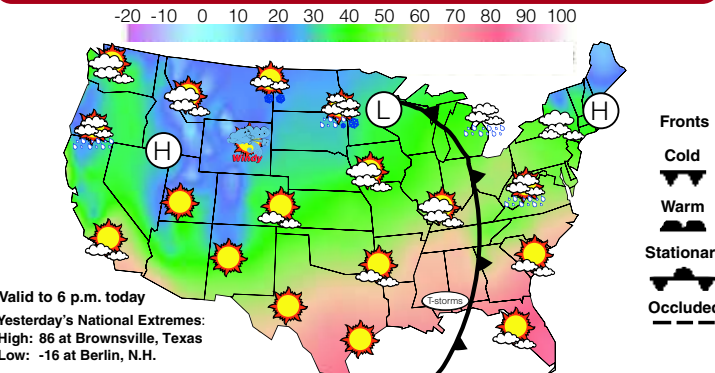 -20 -10 0 10 20 30 40 50 60 70 80 90 100
L
H
H
Windy
T-storms
Valid to 6 p.m. today
Yesterday's National Extremes:
High: 86 at Brownsville, Texas
Low: -16 at Berlin, N.H.
Fronts
Cold
Warm
Stationar
Occluded